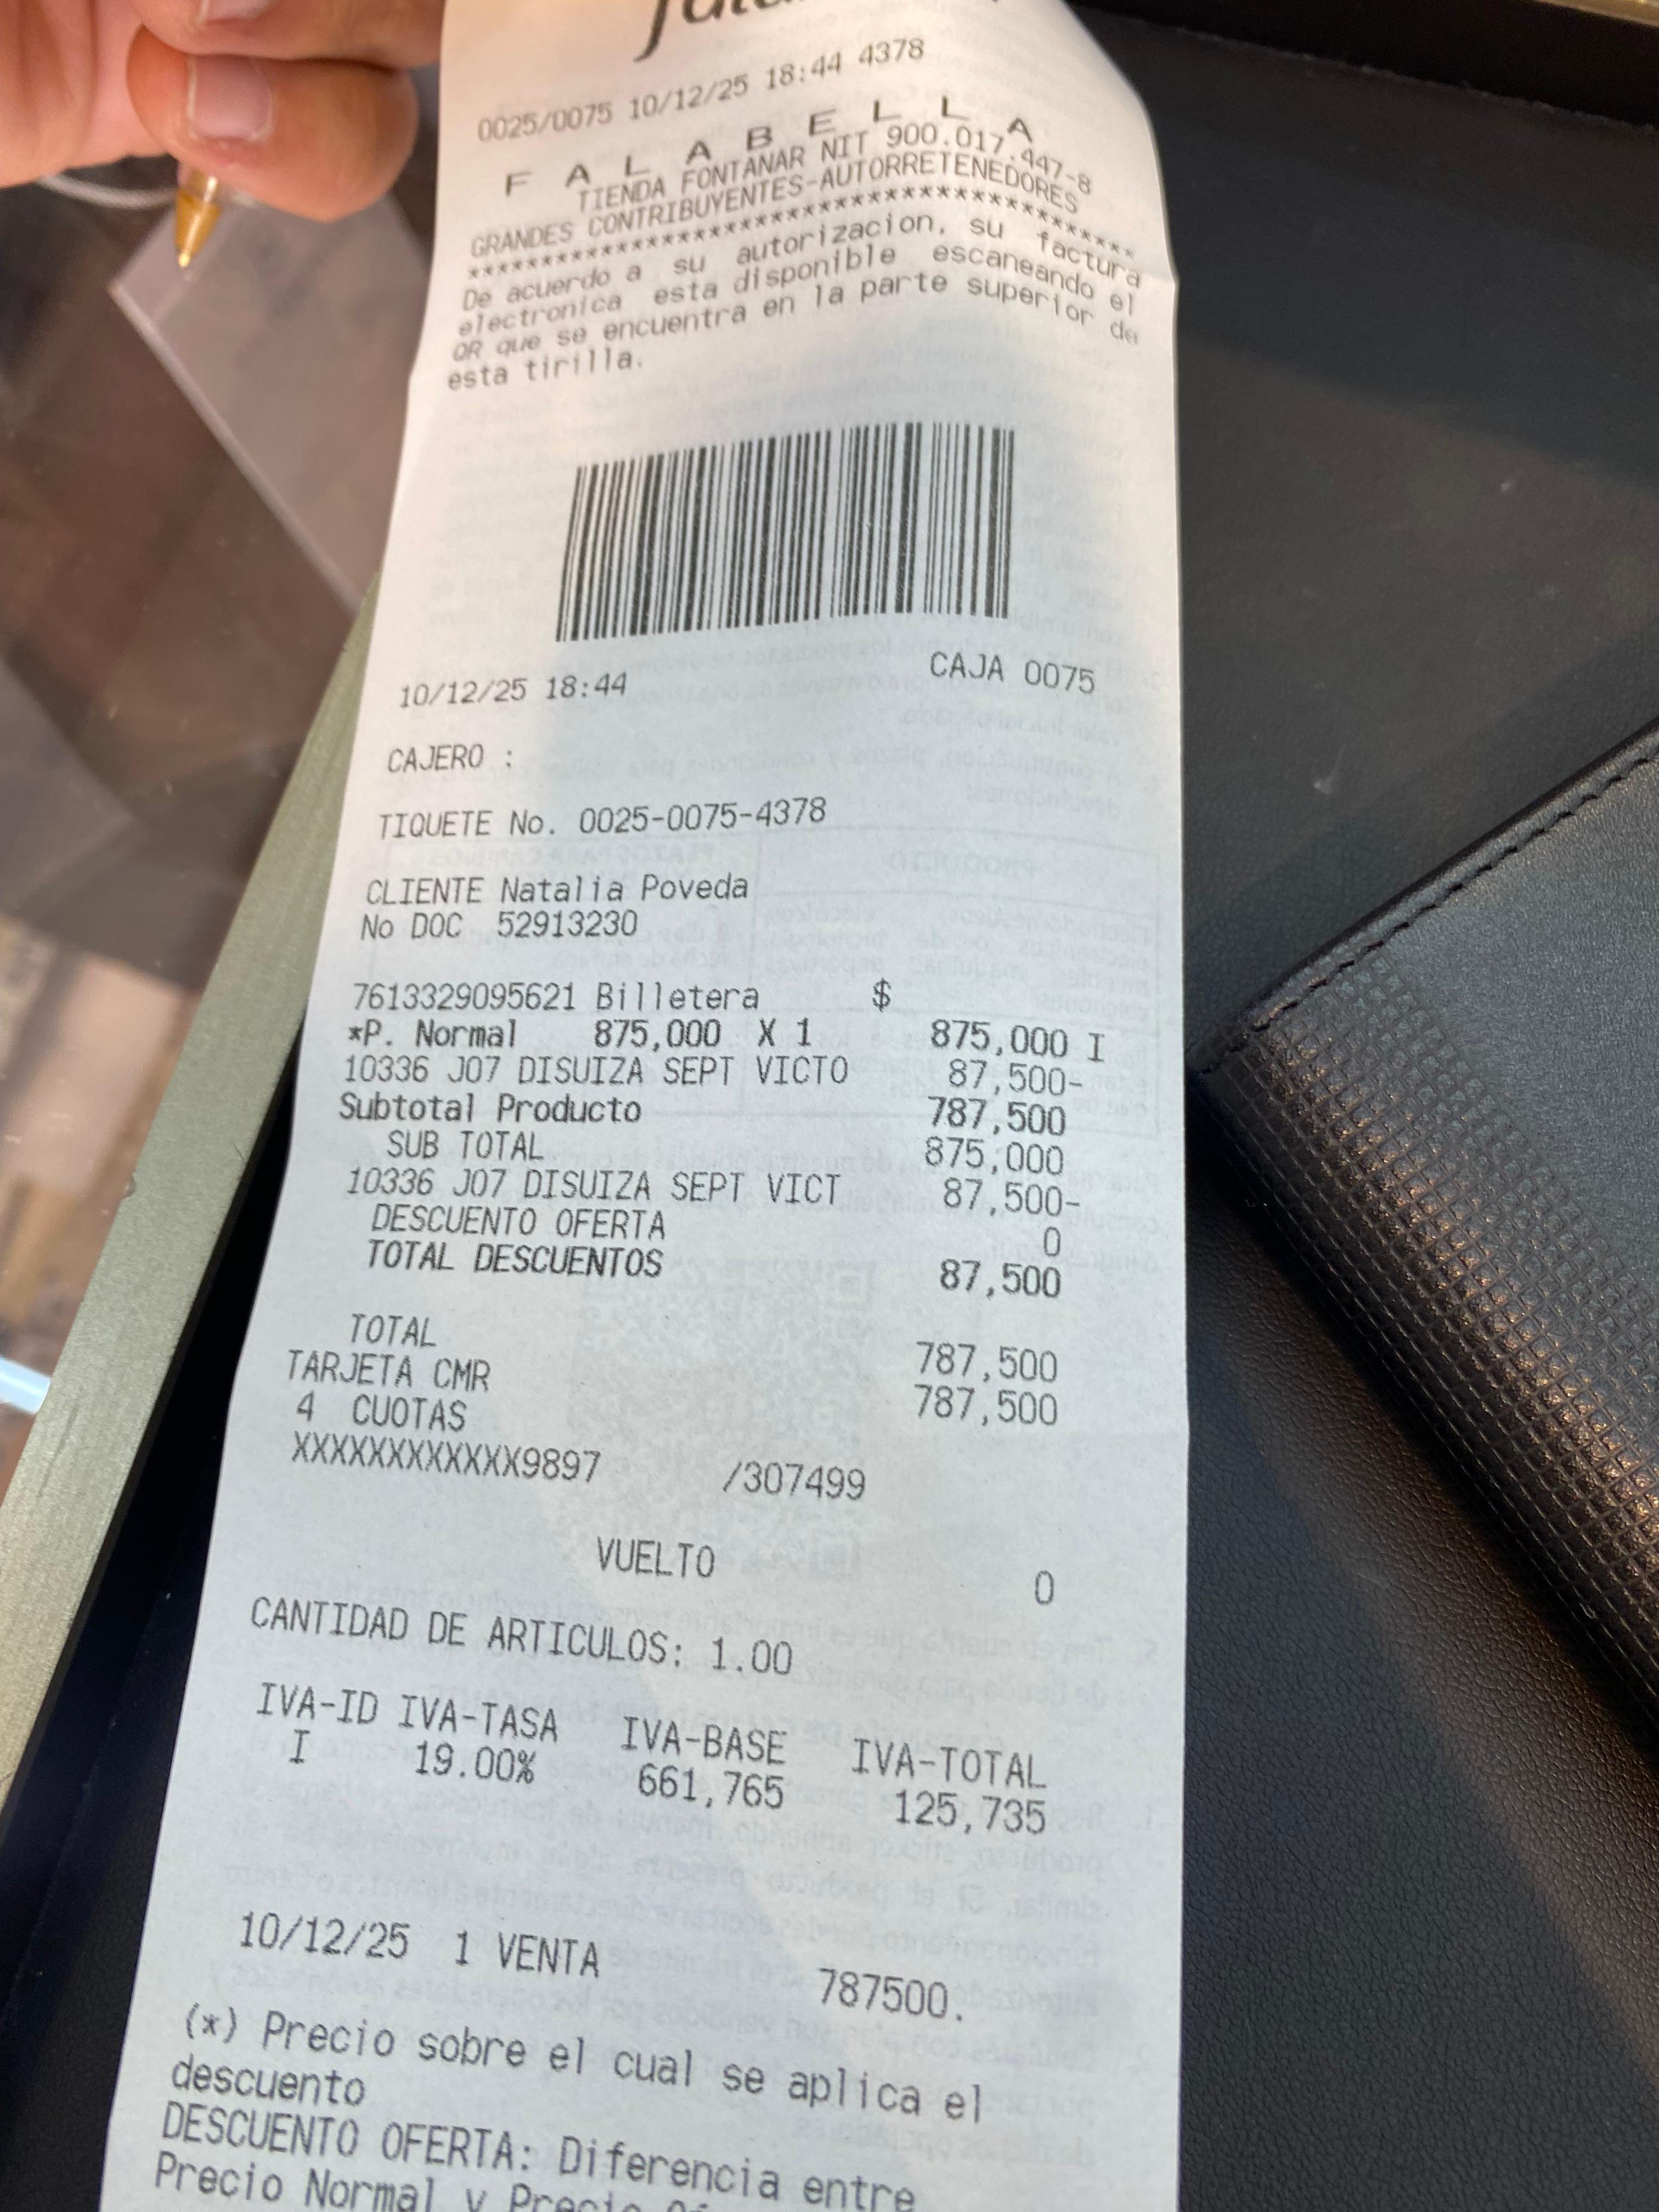 0025/0075 10/12/25 18:44 4378
F A L A B E L L A
TIENDA FONTANAR NIT 900.017.447-8
GRANDES CONTRIBUYENTES-AUTORRETENEDORES
*****************************************
De acuerdo a su autorizacion, su factura
electronica esta disponible escaneando el
QR que se encuentra en la parte superior de
esta tirilla.
10/12/25 18:44 CAJA 0075
CAJERO :
TIQUETE No. 0025-0075-4378
CLIENTE Natalia Poveda
No DOC 52913230
7613329095621 Billetera $
*P. Normal 875,000 X 1 875,000 I
10336 J07 DISUIZA SEPT VICTO 87,500-
Subtotal Producto 787,500
SUB TOTAL 875,000
10336 J07 DISUIZA SEPT VICT 87,500-
DESCUENTO OFERTA 0
TOTAL DESCUENTOS 87,500
TOTAL 787,500
TARJETA CMR 787,500
4 CUOTAS
XXXXXXXXXXXX9897 /307499
VUELTO 0
CANTIDAD DE ARTICULOS: 1.00
IVA-ID IVA-TASA IVA-BASE IVA-TOTAL
I 19.00% 661,765 125,735
10/12/25 1 VENTA 787500.
(*) Precio sobre el cual se aplica el
descuento
DESCUENTO OFERTA: Diferencia entre
Precio Normal y Precio